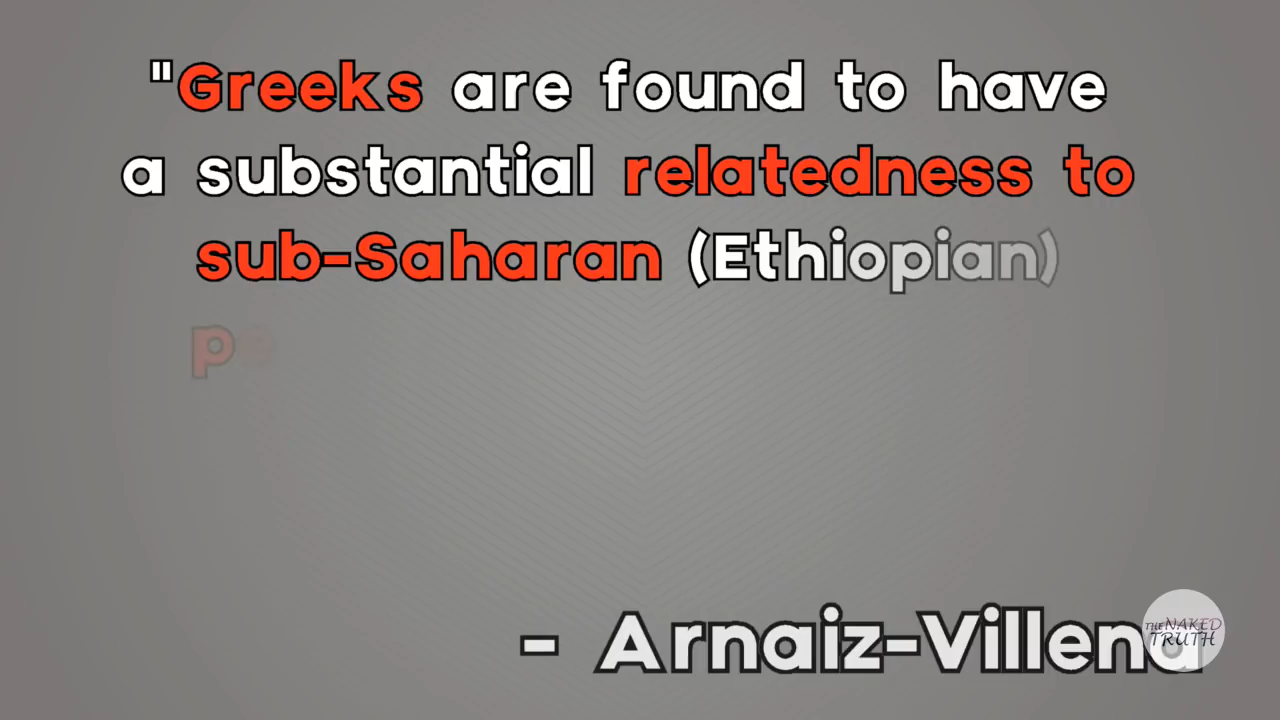 "Greeks are found to have
a substantial relatedness to
sub-Saharan (Ethiopian)
- Arnaiz-Villena
THE NAKED
TRUTH